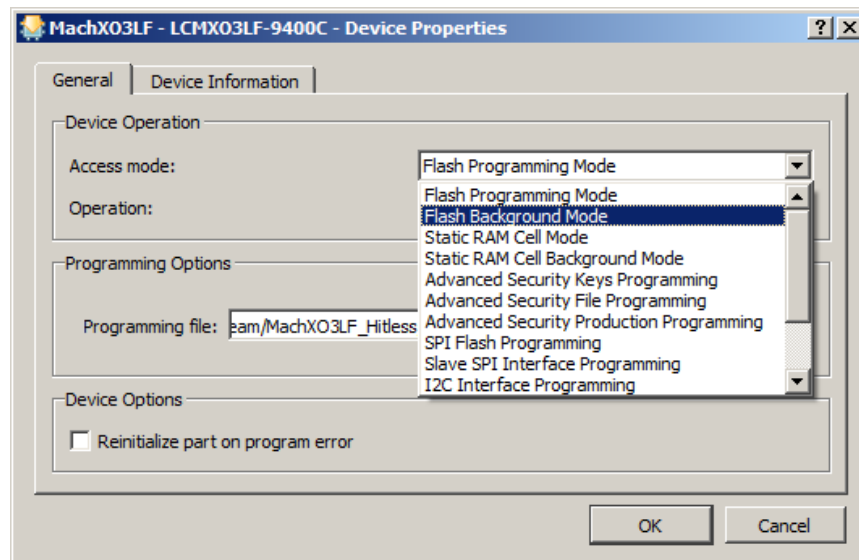 MachXO3LF - LCMXO3LF-9400C - Device Properties
General
Device Information
Device Operation
Access mode:
Flash Programming Mode
Flash Programming Mode
Flash Background Mode
Static RAM Cell Mode
Static RAM Cell Background Mode
Advanced Security Keys Programming
Advanced Security File Programming
Advanced Security Production Programming
SPI Flash Programming
Slave SPI Interface Programming
I2C Interface Programming
Operation:
Programming Options
Programming file:
eam/MachXO3LF_Hitless
Device Options
Reinitialize part on program error
OK
Cancel